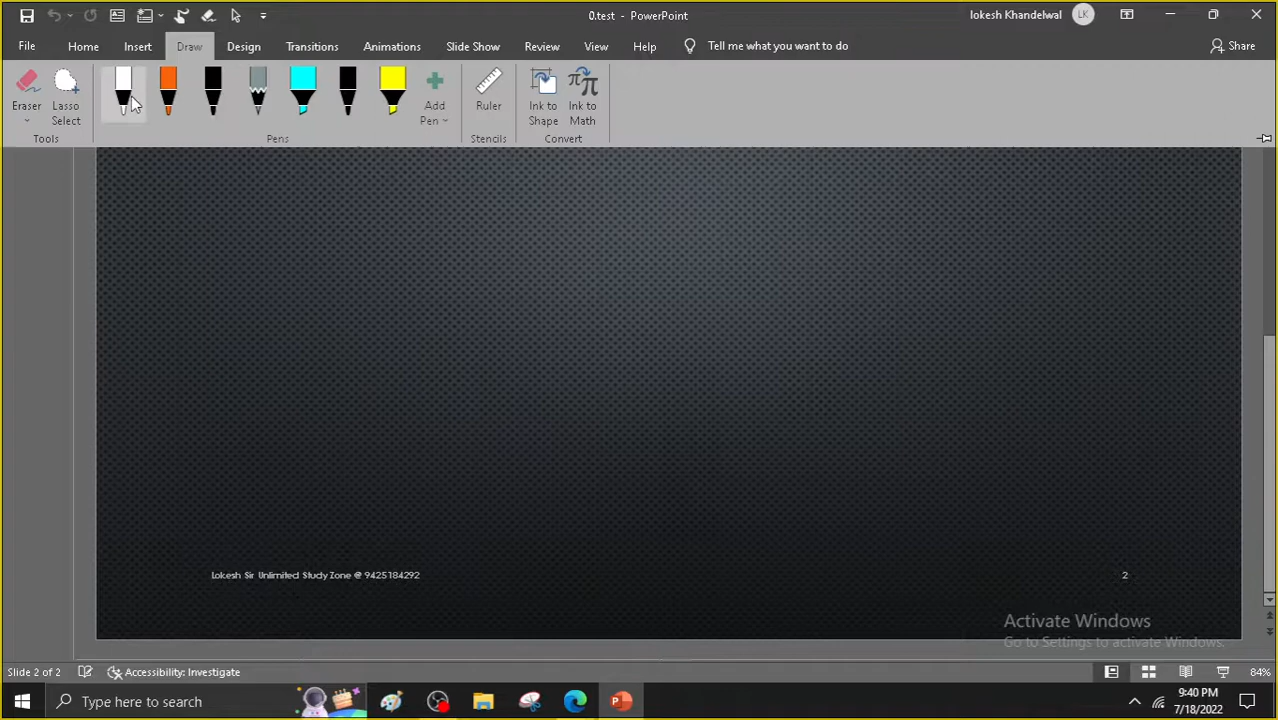 0.test - PowerPoint
lokesh Khandelwal
LK
File
Home
Insert
Draw
Design
Transitions
Animations
Slide Show
Review
View
Help
Tell me what you want to do
Share
Eraser
Lasso
Select
Add
Pen
Ruler
Ink to
Shape
Ink to
Math
Tools
Pens
Stencils
Convert
Lokesh Sir Unlimited Study Zone @ 9425184292
2
Activate Windows
Go to Settings to activate Windows.
Slide 2 of 2
Accessibility: Investigate
84%
Type here to search
9:40 PM
7/18/2022